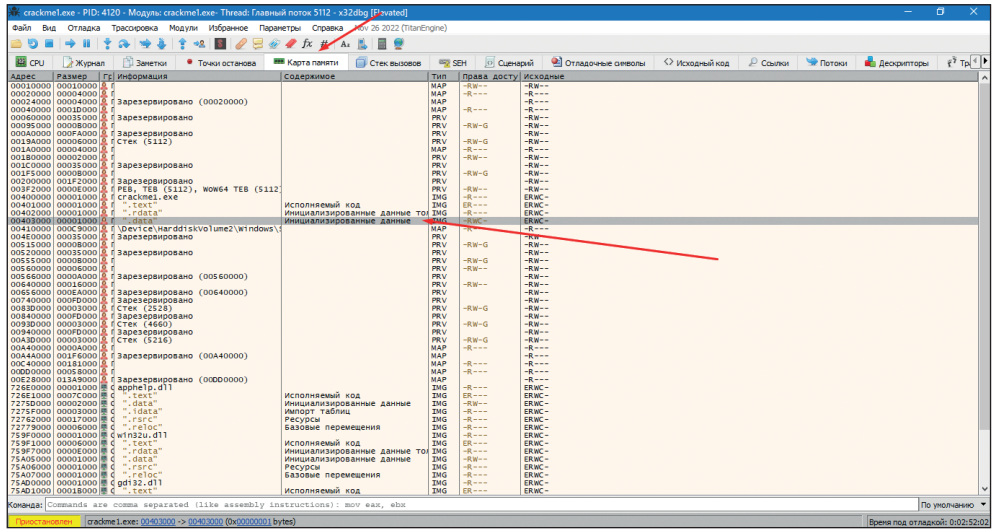 crackme1.exe - PID: 4120 - Модуль: crackme1.exe- Thread: Главный поток 5112 - x32dbg [Elevated]
Файл Вид Отладка Трассировка Модули Избранное Параметры Справка Nov 26 2022 (TitanEngine)
CPU Журнал Заметки Точки останова Карта памяти Стек вызовов SEH Сценарий Отладочные символы Исходный код Ссылки Потоки Дескрипторы
Адрес Размер Информация Содержимое Тип Права досту Исходные
00010000 00010000 MAP -RW-- -RW--
00020000 00004000 MAP -R--- -R---
00024000 00004000 Зарезервировано (00020000) MAP -R---
00040000 0001D000 MAP -R--- -R---
00060000 00035000 Зарезервировано PRV -RW--
00095000 0000B000 PRV -RW-G -RW--
000A0000 000FA000 Зарезервировано PRV -RW--
0019A000 00006000 Стек (5112) PRV -RW-G -RW--
001A0000 00004000 MAP -R--- -R---
001B0000 00002000 PRV -RW-- -RW--
001C0000 00035000 Зарезервировано PRV -RW--
001F5000 0000B000 PRV -RW-G -RW--
00200000 001F2000 Зарезервировано PRV -RW--
003F2000 0000E000 PEB, TEB (5112), WoW64 TEB (5112) PRV -RW-- -RW--
00400000 00001000 crackme1.exe IMG -R--- ERWC-
00401000 00001000 ".text" Исполняемый код IMG ER--- ERWC-
00402000 00001000 ".rdata" Инициализированные данные тол IMG -R--- ERWC-
00403000 00001000 ".data" Инициализированные данные IMG -RWC- ERWC-
00410000 000C9000 \Device\HarddiskVolume2\Windows\S MAP -R--- -R---
004E0000 00035000 Зарезервировано PRV -RW--
00515000 0000B000 PRV -RW-G -RW--
00520000 00035000 Зарезервировано PRV -RW--
00555000 0000B000 PRV -RW-G -RW--
00560000 00006000 PRV -RW-- -RW--
00566000 0000A000 Зарезервировано (00560000) PRV -RW--
00640000 00016000 PRV -RW-- -RW--
00656000 000EA000 Зарезервировано (00640000) PRV -RW--
00740000 000FD000 Зарезервировано PRV -RW--
0083D000 00003000 Стек (2528) PRV -RW-G -RW--
00840000 000FD000 Зарезервировано PRV -RW--
0093D000 00003000 Стек (4660) PRV -RW-G -RW--
00940000 000FD000 Зарезервировано PRV -RW--
00A3D000 00003000 Стек (5216) PRV -RW-G -RW--
00A40000 0000A000 MAP -R--- -R---
00A4A000 001F6000 Зарезервировано (00A40000) MAP -R---
00C40000 00181000 MAP -R--- -R---
00DD0000 00058000 MAP -R--- -R---
00E28000 013A9000 Зарезервировано (00DD0000) MAP -R---
726E0000 00001000 apphelp.dll IMG -R--- ERWC-
726E1000 0007C000 ".text" Исполняемый код IMG ER--- ERWC-
7275D000 00002000 ".data" Инициализированные данные IMG -RW-- ERWC-
7275F000 00003000 ".idata" Импорт таблиц IMG -R--- ERWC-
72762000 00017000 ".rsrc" Ресурсы IMG -R--- ERWC-
72779000 00006000 ".reloc" Базовые перемещения IMG -R--- ERWC-
759F0000 00001000 win32u.dll IMG -R--- ERWC-
759F1000 00006000 ".text" Исполняемый код IMG ER--- ERWC-
759F7000 0000E000 ".rdata" Инициализированные данные тол IMG -R--- ERWC-
75A05000 00001000 ".data" Инициализированные данные IMG -RW-- ERWC-
75A06000 00001000 ".rsrc" Ресурсы IMG -R--- ERWC-
75A07000 00001000 ".reloc" Базовые перемещения IMG -R--- ERWC-
75AD0000 00001000 gdi32.dll IMG -R--- ERWC-
75AD1000 0001B000 ".text" Исполняемый код IMG ER--- ERWC-
Команда: Commands are comma separated (like assembly instructions): mov eax, ebx По умолчанию
Приостановлен crackme1.exe: 00403000 -> 00403000 (0x00000001 bytes) Время под отладкой: 0:02:52:02